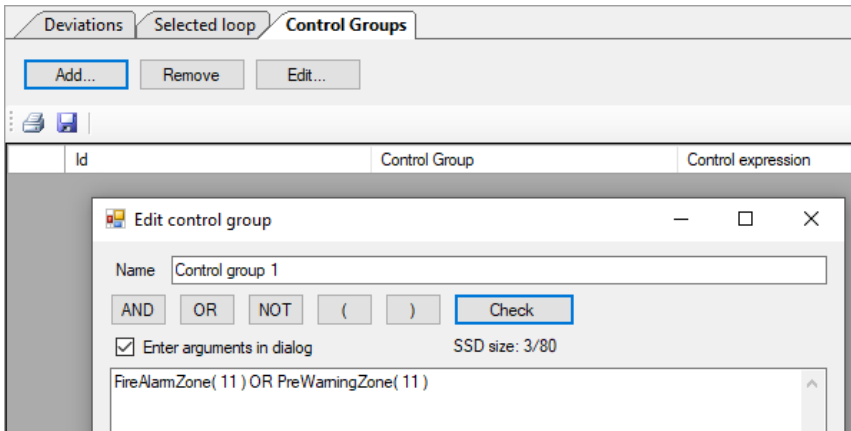 Deviations Selected loop Control Groups
Add... Remove Edit...
Id Control Group Control expression
Edit control group
Name Control group 1
AND OR NOT ( ) Check
Enter arguments in dialog SSD size: 3/80
FireAlarmZone( 11 ) OR PreWarningZone( 11 )